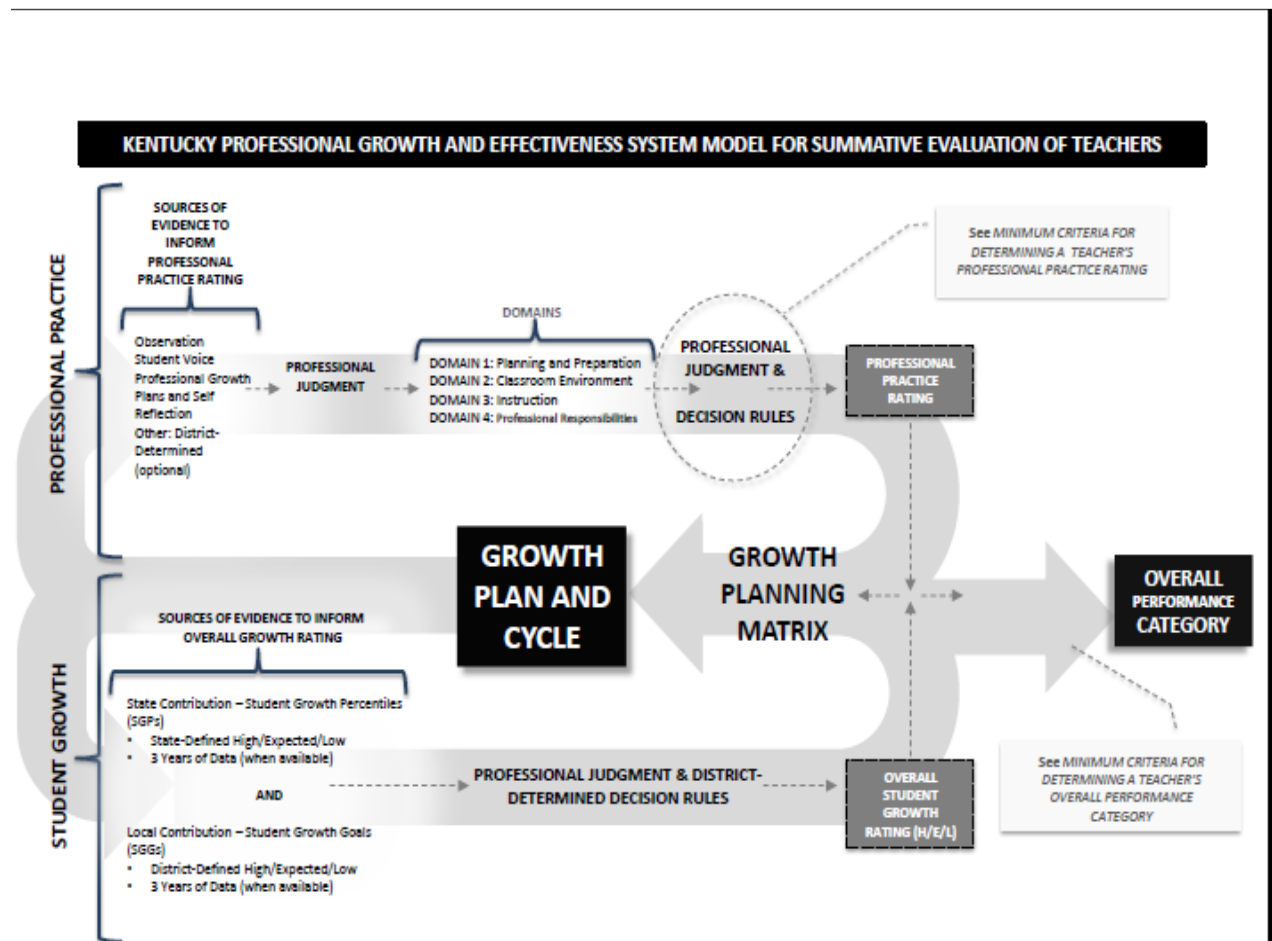 KENTUCKY PROFESSIONAL GROWTH AND EFFECTIVENESS SYSTEM MODEL FOR SUMMATIVE EVALUATION OF TEACHERS
PROFESSIONAL PRACTICE
SOURCES OF
EVIDENCE TO
INFORM
PROFESSIONAL
PRACTICE RATING
Observation
Student Voice
Professional Growth
Plans and Self
Reflection
Other: District-
Determined
(optional)
PROFESSIONAL
JUDGMENT
DOMAINS
DOMAIN 1: Planning and Preparation
DOMAIN 2: Classroom Environment
DOMAIN 3: Instruction
DOMAIN 4: Professional Responsibilities
PROFESSIONAL
JUDGMENT &
DECISION RULES
See MINIMUM CRITERIA FOR
DETERMINING A TEACHER'S
PROFESSIONAL PRACTICE RATING
PROFESSIONAL
PRACTICE
RATING
GROWTH
PLAN AND
CYCLE
GROWTH
PLANNING
MATRIX
OVERALL
PERFORMANCE
CATEGORY
STUDENT GROWTH
SOURCES OF EVIDENCE TO INFORM
OVERALL GROWTH RATING
State Contribution – Student Growth Percentiles
(SGPs)
▪ State-Defined High/Expected/Low
▪ 3 Years of Data (when available)
AND
Local Contribution – Student Growth Goals
(SGGs)
▪ District-Defined High/Expected/Low
▪ 3 Years of Data (when available)
PROFESSIONAL JUDGMENT & DISTRICT-
DETERMINED DECISION RULES
OVERALL
STUDENT
GROWTH
RATING (H/E/L)
See MINIMUM CRITERIA FOR
DETERMINING A TEACHER'S
OVERALL PERFORMANCE
CATEGORY